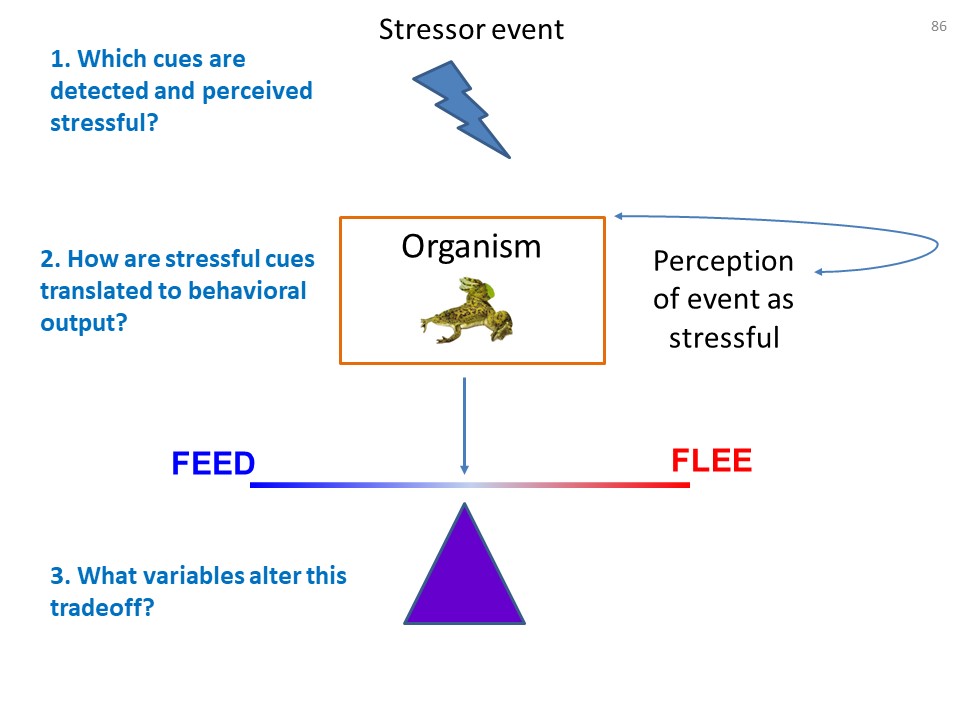 86
Stressor event
1. Which cues are
detected and perceived
stressful?
Organism
2. How are stressful cues
translated to behavioral
output?
Perception
of event as
stressful
FEED
FLEE
3. What variables alter this
tradeoff?